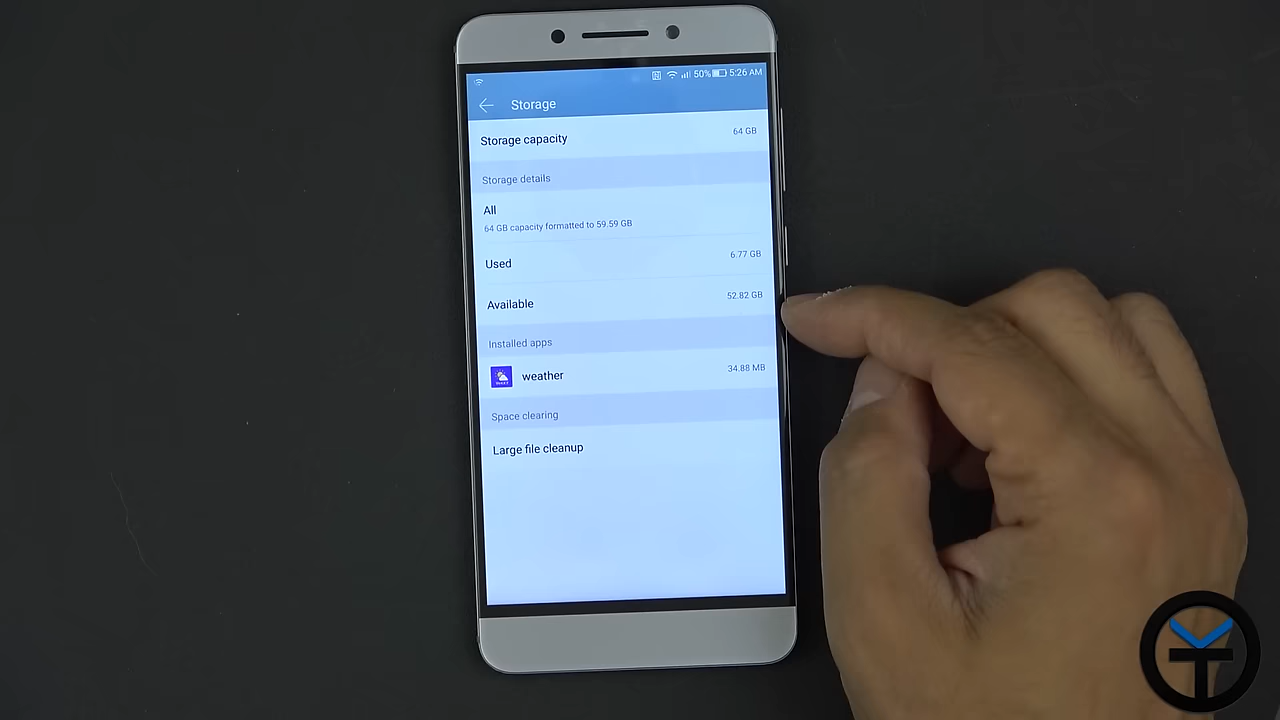 50% 5:26 AM
Storage
Storage capacity 64 GB
Storage details
All
64 GB capacity formatted to 59.59 GB
Used 6.77 GB
Available 52.82 GB
Installed apps
weather 34.88 MB
Space clearing
Large file cleanup